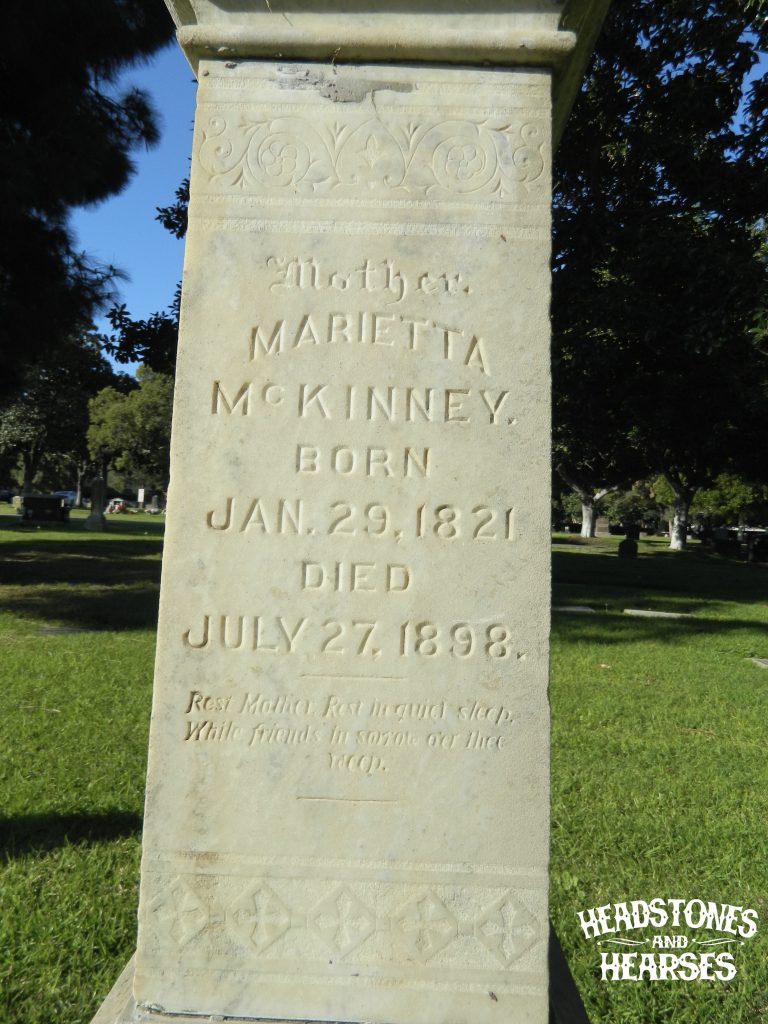 Mother.
MARIETTA
McKINNEY.
BORN
JAN. 29, 1821
DIED
JULY 27, 1898.
Rest Mother, Rest in quiet sleep,
While friends in sorrow o'er thee
weep.
HEADSTONES
AND
HEARSES